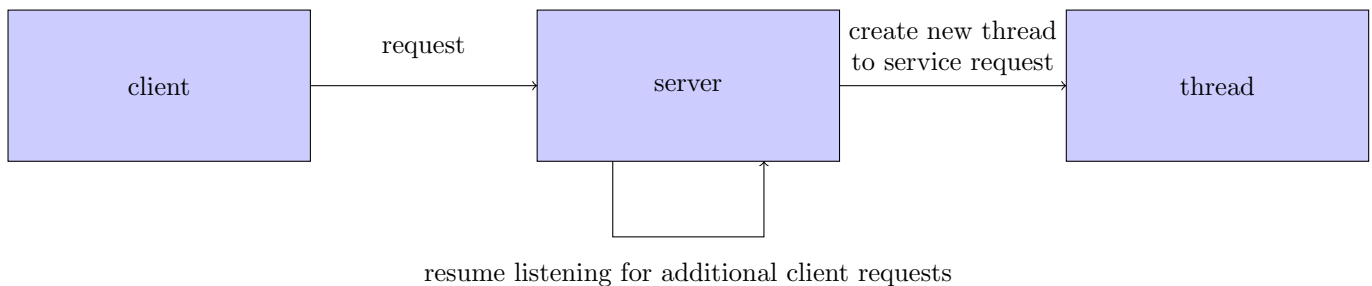 client
request
server
create new thread
to service request
thread
resume listening for additional client requests